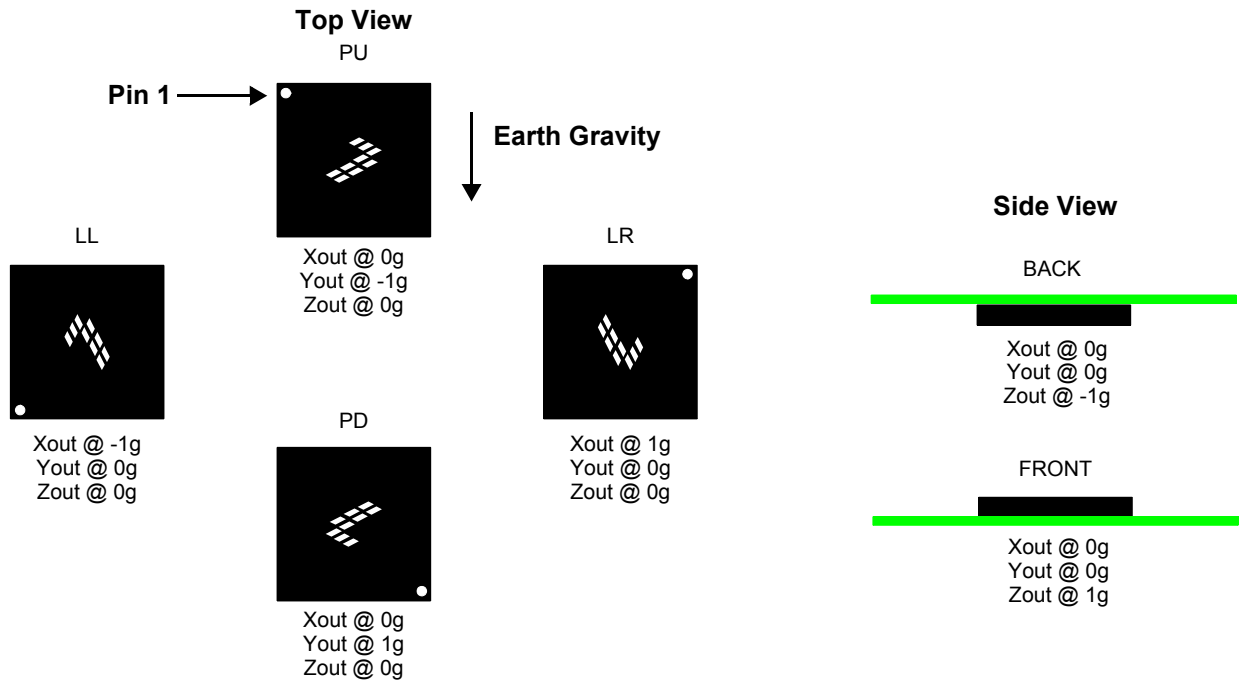 Top View
PU
Pin 1
Earth Gravity
Xout @ 0g
Yout @ -1g
Zout @ 0g
LL
Xout @ -1g
Yout @ 0g
Zout @ 0g
LR
Xout @ 1g
Yout @ 0g
Zout @ 0g
PD
Xout @ 0g
Yout @ 1g
Zout @ 0g
Side View
BACK
Xout @ 0g
Yout @ 0g
Zout @ -1g
FRONT
Xout @ 0g
Yout @ 0g
Zout @ 1g